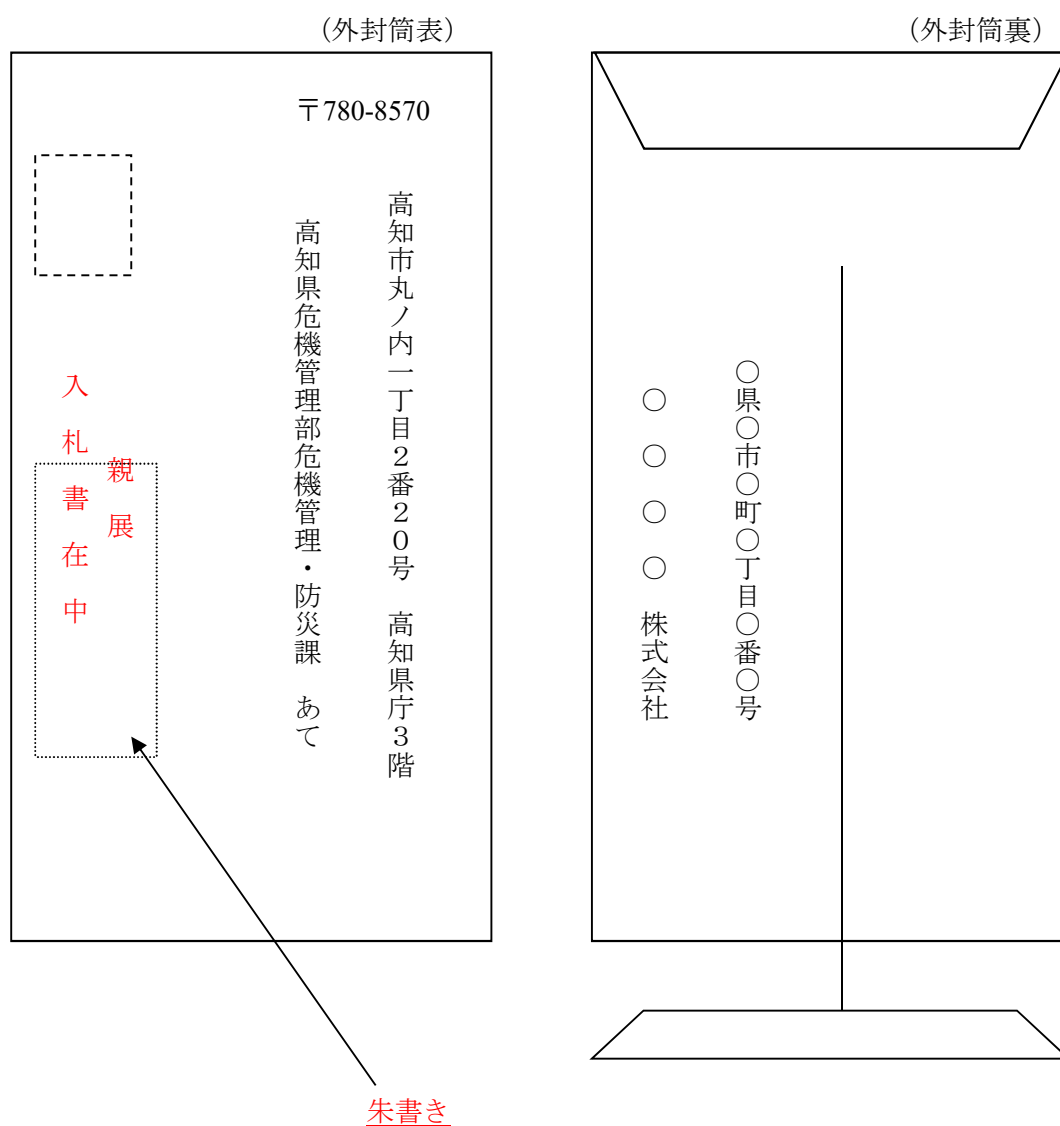 （外封筒表）
〒780-8570
高知市丸ノ内一丁目２番２０号　高知県庁３階
高知県危機管理部危機管理・防災課　あて
親展
入札書在中
朱書き
（外封筒裏）
○県○市○町○丁目○番○号
○○○○株式会社